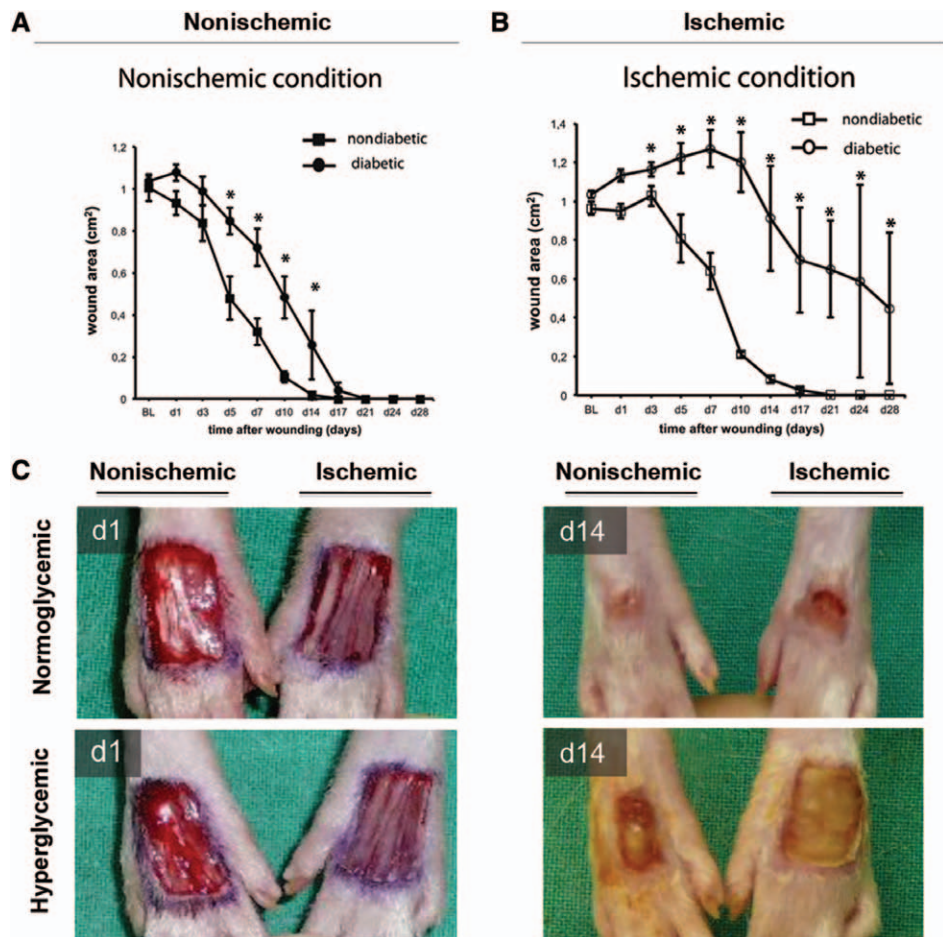 A Nonischemic
Nonischemic condition
nondiabetic
diabetic
1,2
1
0,8
0,6
0,4
0,2
0
wound area (cm²)
* * * *
BL d1 d3 d5 d7 d10 d14 d17 d21 d24 d28
time after wounding (days)
B Ischemic
Ischemic condition
nondiabetic
diabetic
1,4
1,2
1,0
0,8
0,6
0,4
0,2
0
wound area (cm²)
* * * * * * * * *
BL d1 d3 d5 d7 d10 d14 d17 d21 d24 d28
time after wounding (days)
C Nonischemic Ischemic Nonischemic Ischemic
Normoglycemic
d1 d14
Hyperglycemic
d1 d14